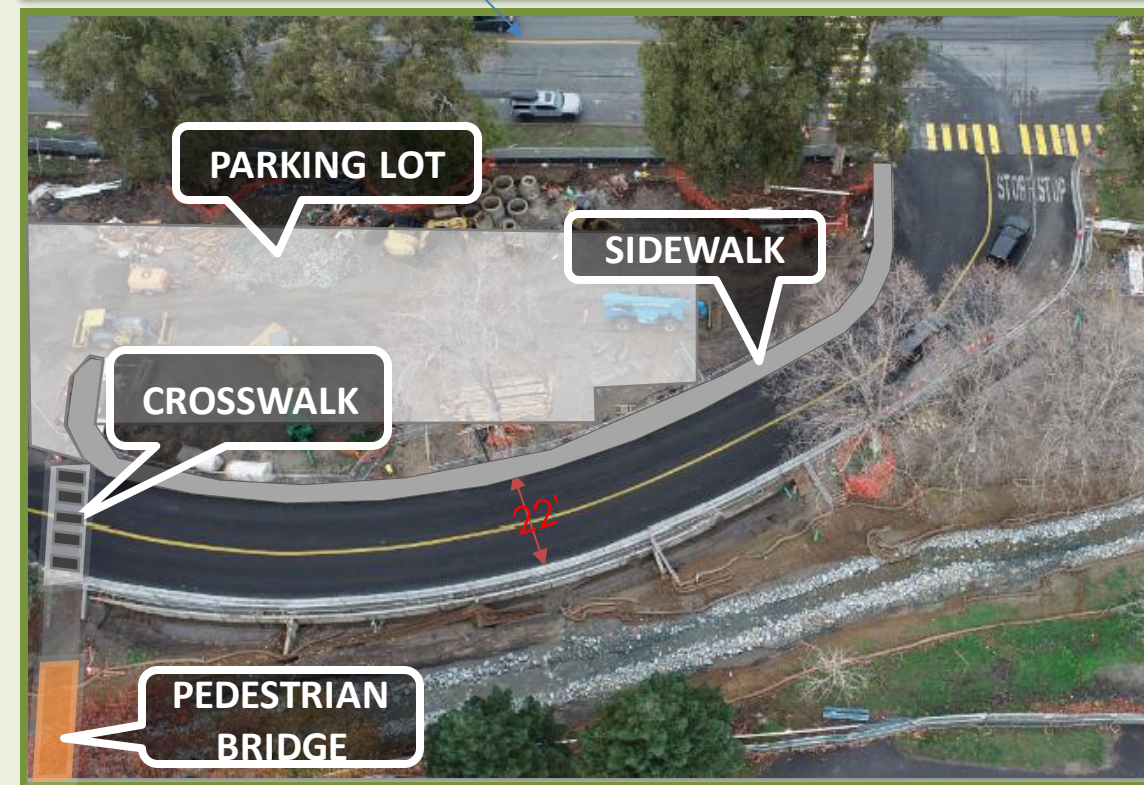 PARKING LOT
STOP STOP
SIDEWALK
CROSSWALK
22'
PEDESTRIAN
BRIDGE